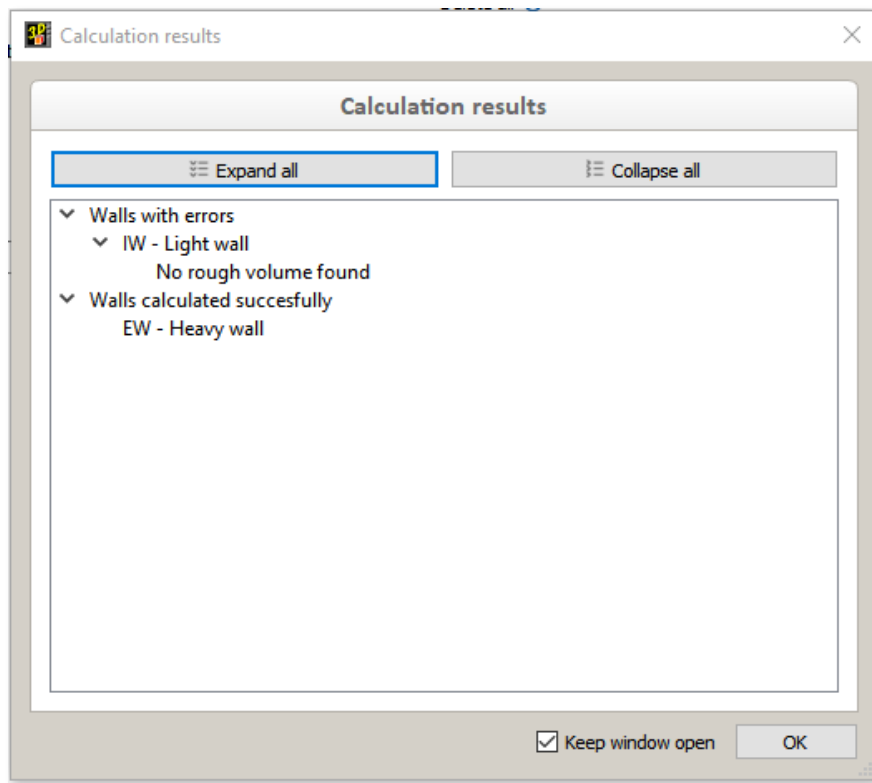 Calculation results
Calculation results
Expand all
Collapse all
Walls with errors
IW - Light wall
No rough volume found
Walls calculated succesfully
EW - Heavy wall
Keep window open
OK